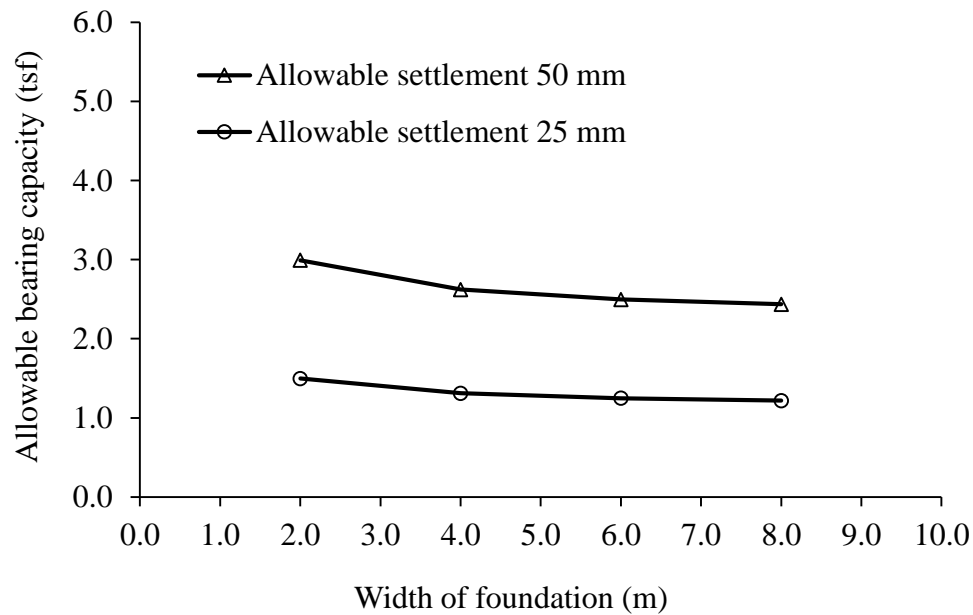 6.0
5.0
4.0
3.0
2.0
1.0
0.0
Allowable bearing capacity (tsf)
Allowable settlement 50 mm
Allowable settlement 25 mm
0.0 1.0 2.0 3.0 4.0 5.0 6.0 7.0 8.0 9.0 10.0
Width of foundation (m)